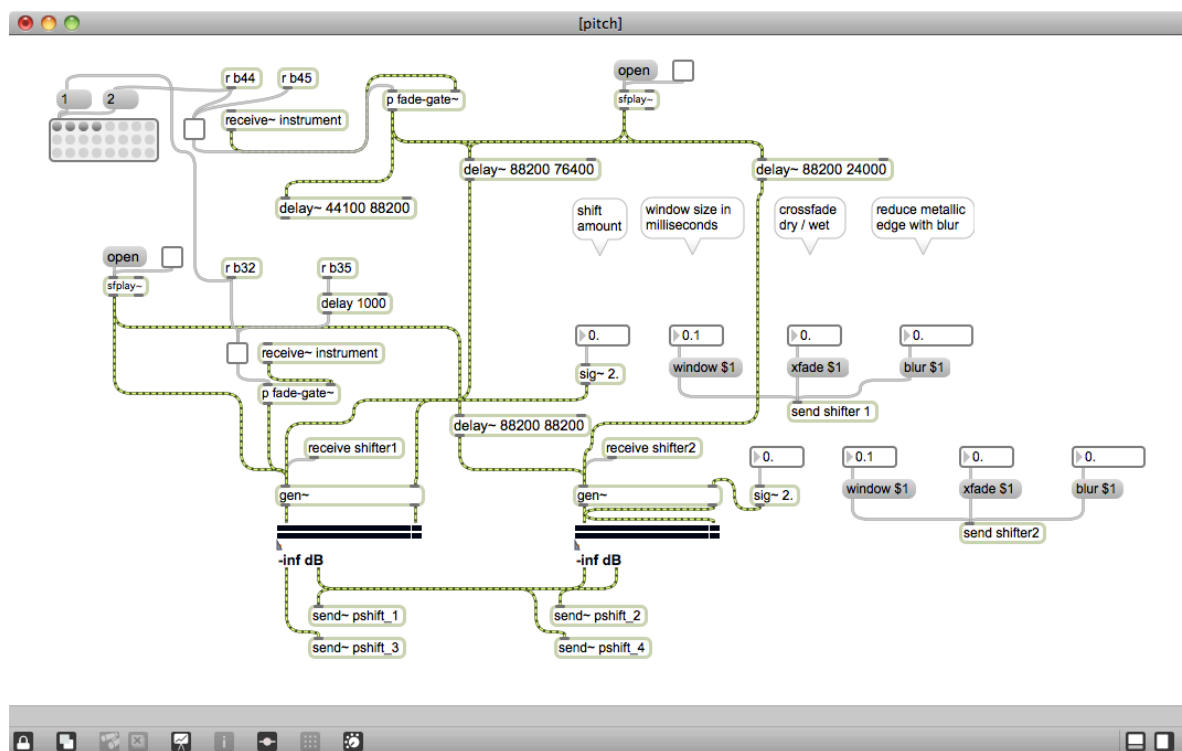 [pitch]
open
r b44
r b45
1
2
p fade-gate~
sfplay~
receive~ instrument
delay~ 88200 76400
delay~ 88200 24000
delay~ 44100 88200
shift
amount
window size in
milliseconds
crossfade
dry / wet
reduce metallic
edge with blur
open
r b32
r b35
sfplay~
delay 1000
0.
0.1
0.
0.
receive~ instrument
sig~ 2.
window $1
xfade $1
blur $1
p fade-gate~
send shifter 1
delay~ 88200 88200
receive shifter1
receive shifter2
0.
0.1
0.
0.
gen~
gen~
sig~ 2.
window $1
xfade $1
blur $1
send shifter2
-inf dB
-inf dB
send~ pshift_1
send~ pshift_2
send~ pshift_3
send~ pshift_4